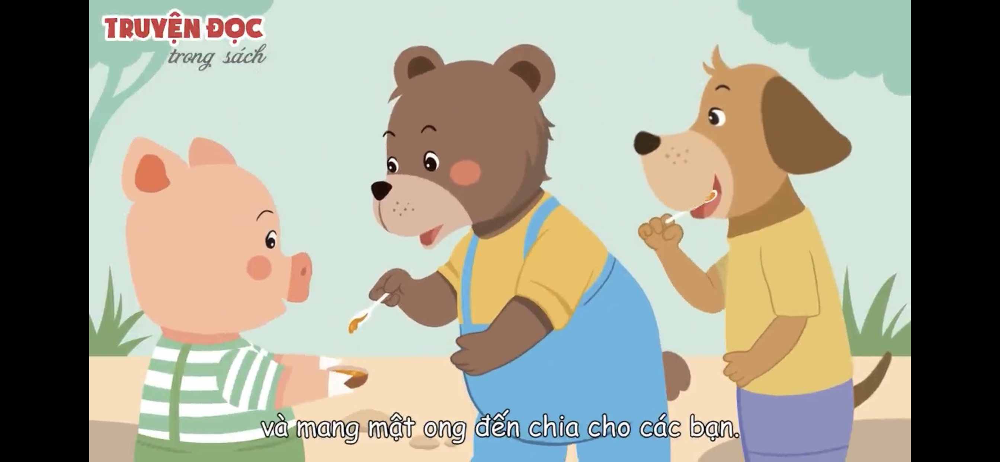 TRUYỆN ĐỌC
trong sách
và mang mật ong đến chia cho các bạn.